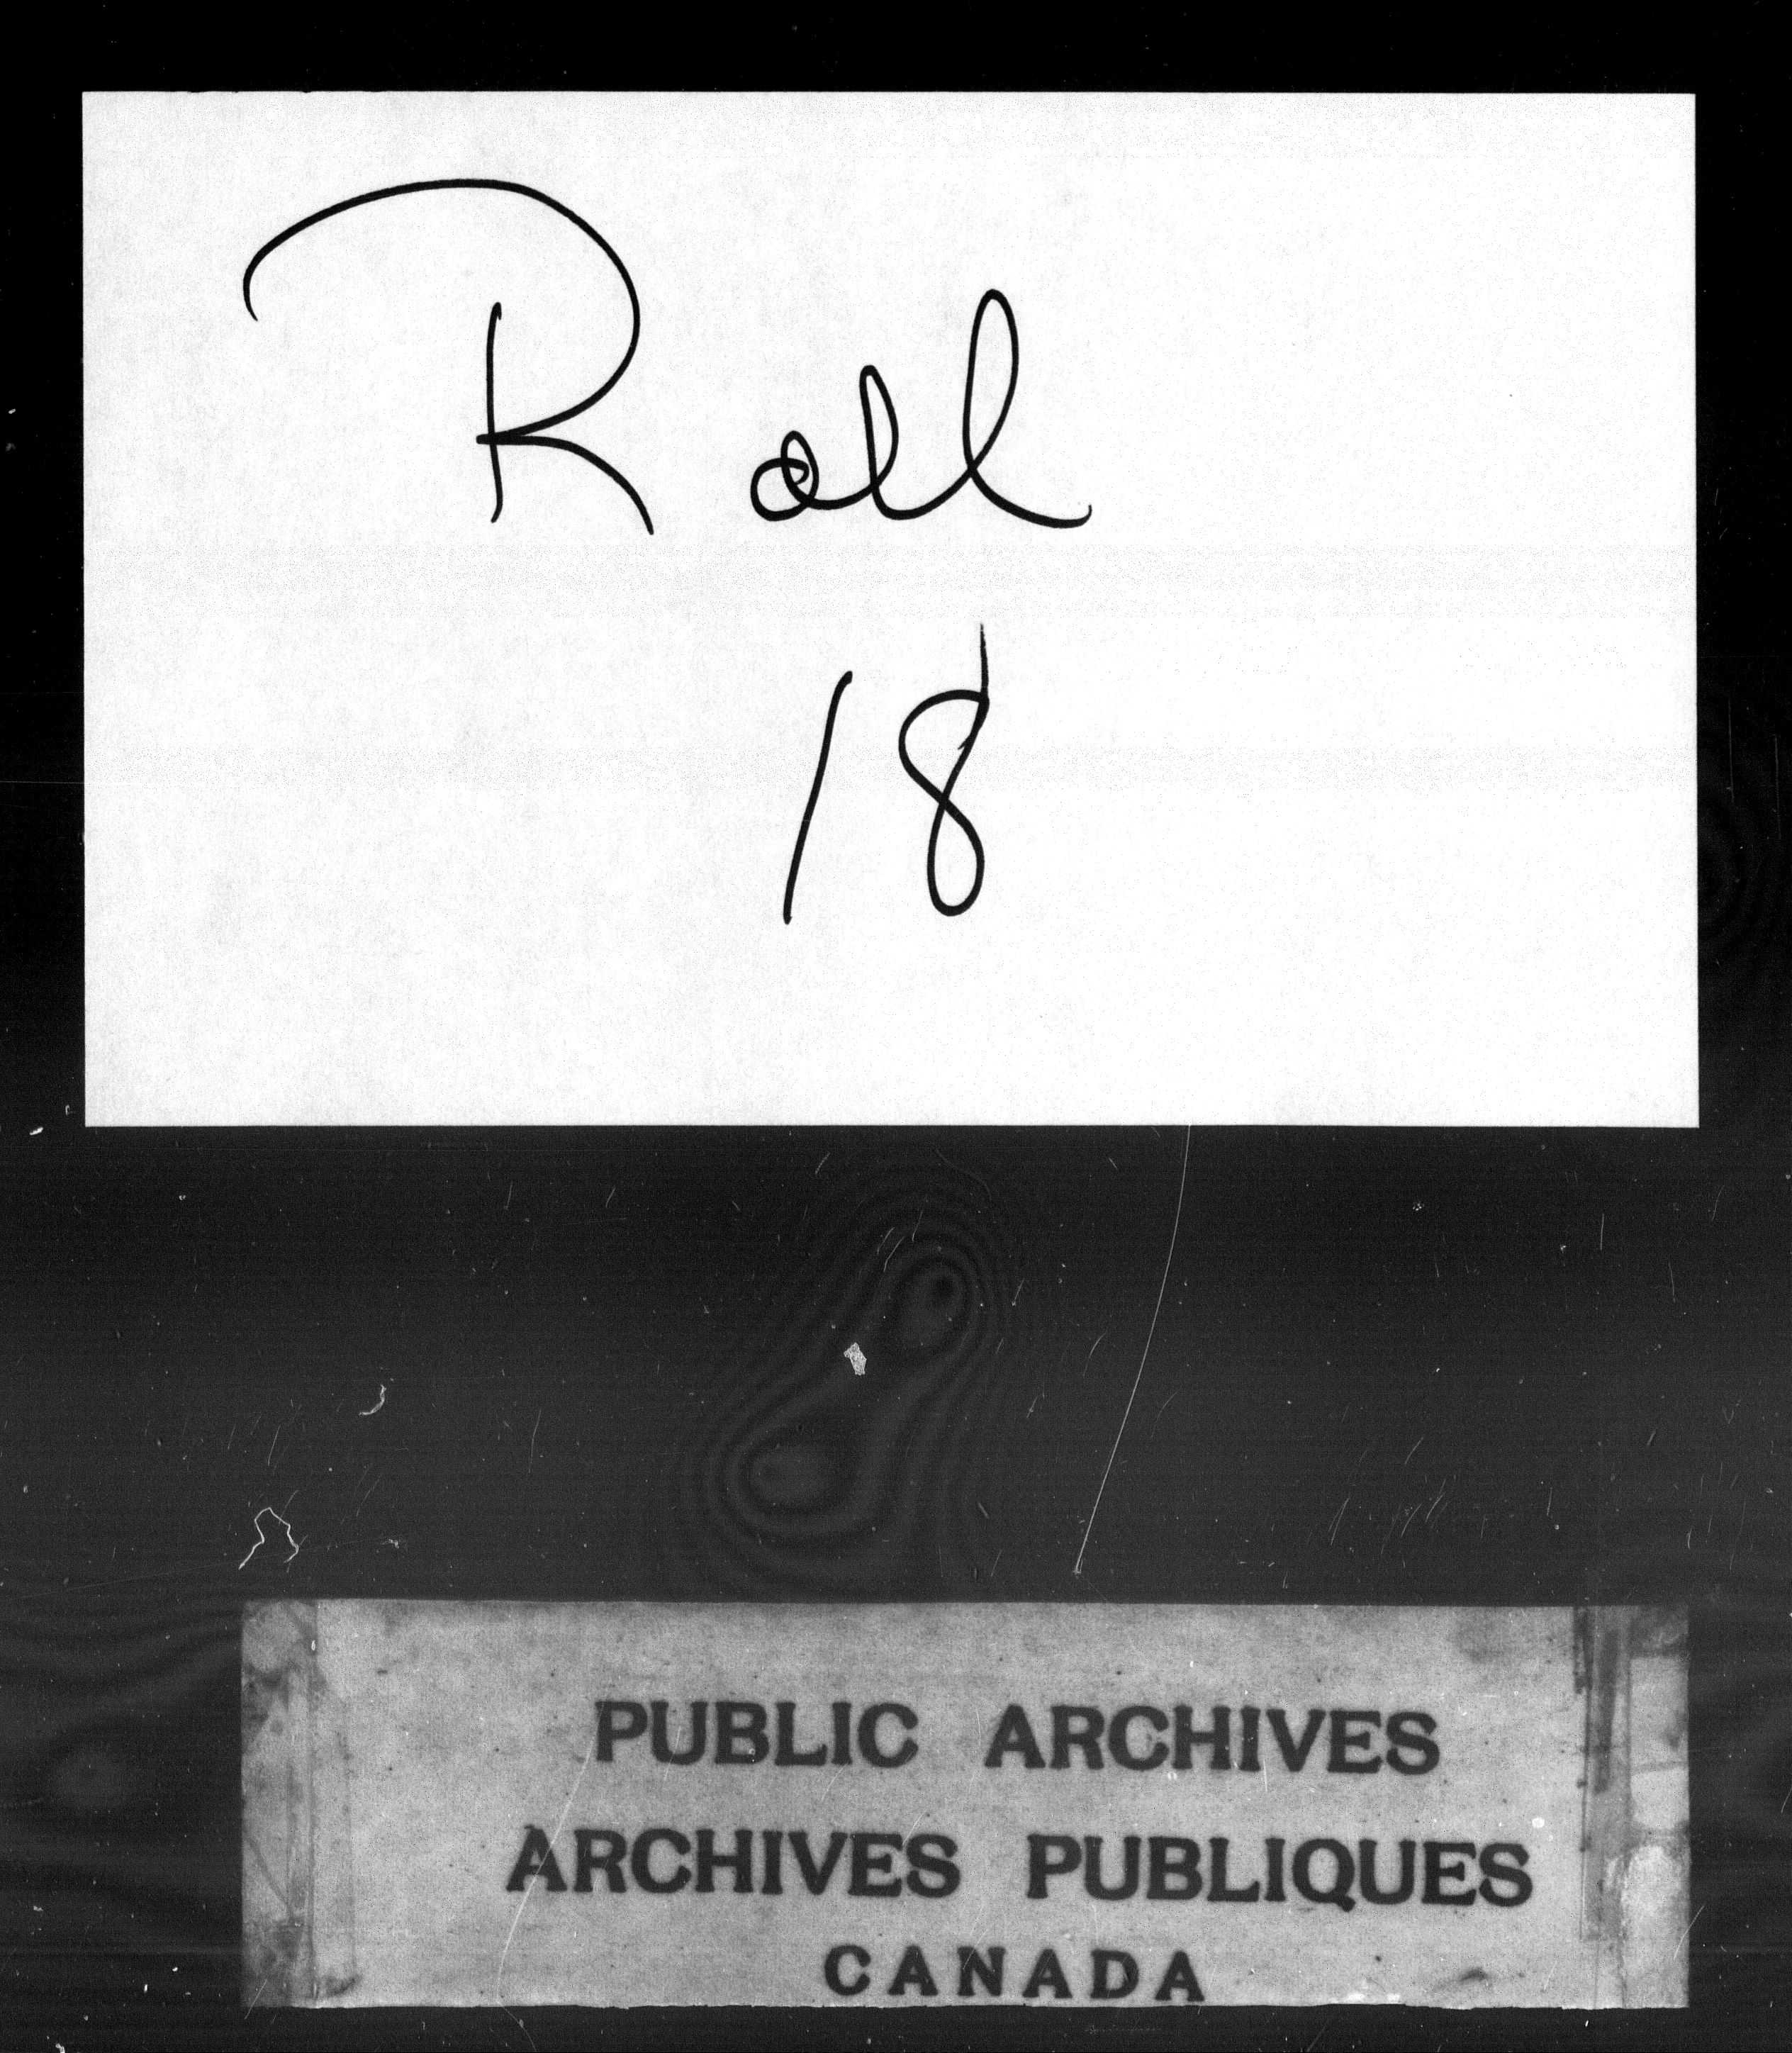 Roll
18
PUBLIC ARCHIVES
ARCHIVES PUBLIQUES
CANADA